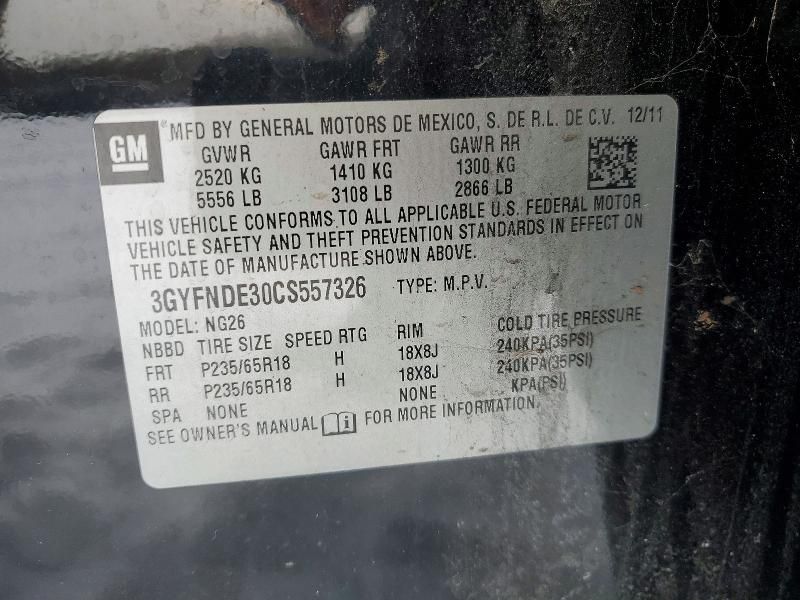 GM
MFD BY GENERAL MOTORS DE MEXICO, S. DE R.L. DE C.V. 12/11
GVWR GAWR FRT GAWR RR
2520 KG 1410 KG 1300 KG
5556 LB 3108 LB 2866 LB
THIS VEHICLE CONFORMS TO ALL APPLICABLE U.S. FEDERAL MOTOR
VEHICLE SAFETY AND THEFT PREVENTION STANDARDS IN EFFECT ON
THE DATE OF MANUFACTURE SHOWN ABOVE.
3GYFNDE30CS557326 TYPE: M.P.V.
MODEL: NG26
NBBD TIRE SIZE SPEED RTG RIM COLD TIRE PRESSURE
FRT P235/65R18 H 18X8J 240KPA(35PSI)
RR P235/65R18 H 18X8J 240KPA(35PSI)
SPA NONE NONE KPA(PSI)
SEE OWNER'S MANUAL i FOR MORE INFORMATION.